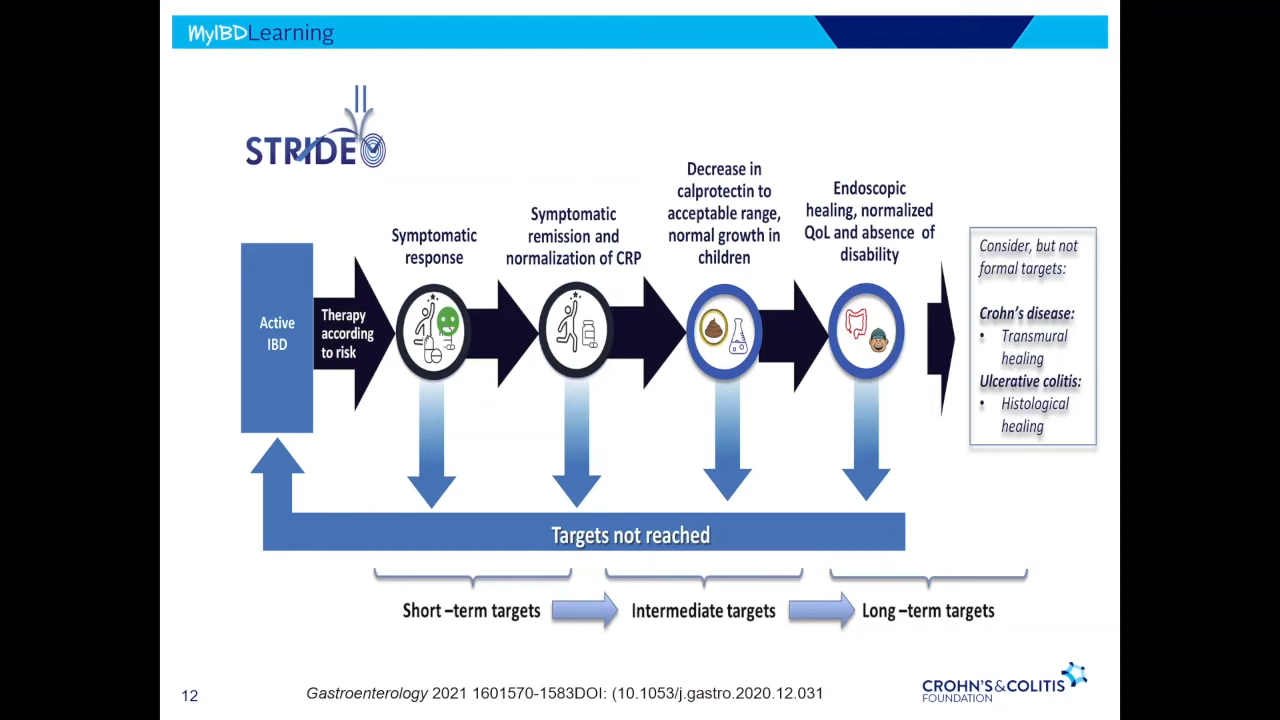 MyIBDLearning
STRIDE
Active
IBD
Therapy
according
to risk
Symptomatic
response
Symptomatic
remission and
normalization of CRP
Decrease in
calprotectin to
acceptable range,
normal growth in
children
Endoscopic
healing, normalized
QoL and absence of
disability
Consider, but not
formal targets:
Crohn's disease:
• Transmural
healing
Ulcerative colitis:
• Histological
healing
Targets not reached
Short –term targets
Intermediate targets
Long –term targets
12
Gastroenterology 2021 1601570-1583DOI: (10.1053/j.gastro.2020.12.031
CROHN'S&COLITIS
FOUNDATION